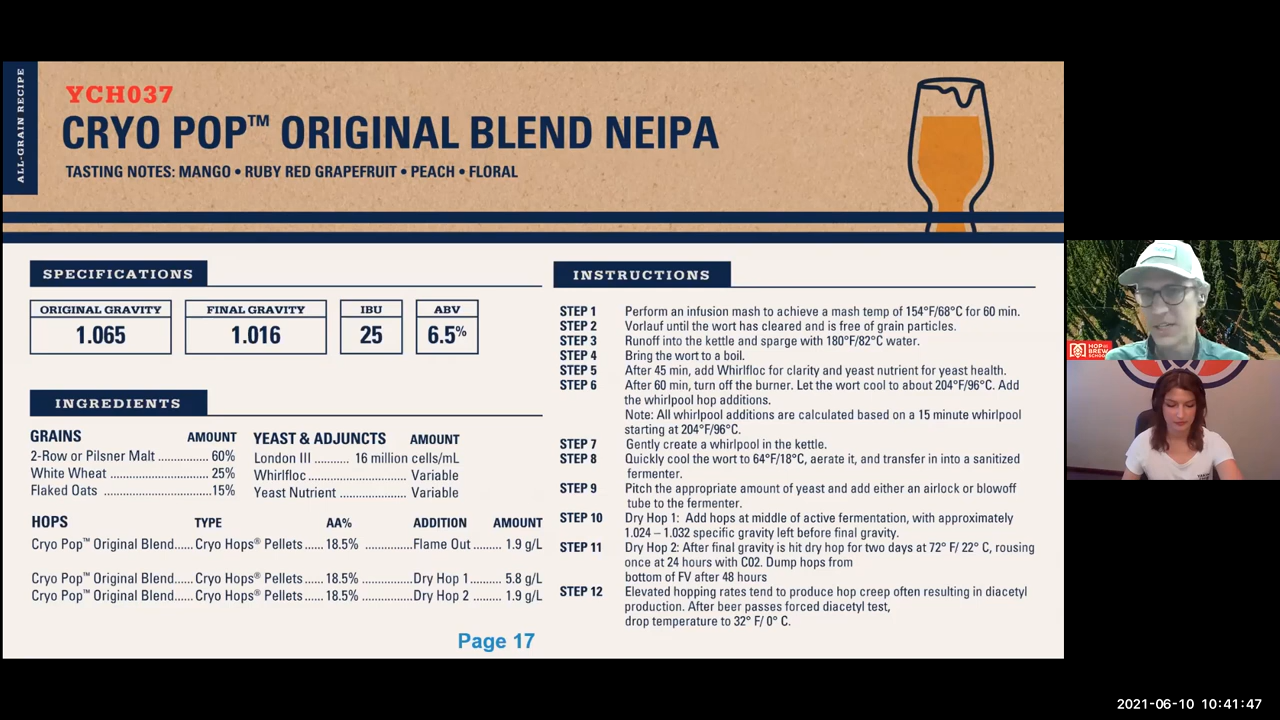 ALL-GRAIN RECIPE
YCH037
CRYO POP™ ORIGINAL BLEND NEIPA
TASTING NOTES: MANGO • RUBY RED GRAPEFRUIT • PEACH • FLORAL
SPECIFICATIONS
ORIGINAL GRAVITY FINAL GRAVITY IBU ABV
1.065 1.016 25 6.5%
INGREDIENTS
GRAINS AMOUNT
2-Row or Pilsner Malt .............. 60%
White Wheat .......................... 25%
Flaked Oats ............................15%
YEAST & ADJUNCTS AMOUNT
London III ........... 16 million cells/mL
Whirlfloc............................ Variable
Yeast Nutrient ..................... Variable
HOPS TYPE AA% ADDITION AMOUNT
Cryo Pop™ Original Blend......Cryo Hops® Pellets ..... 18.5% ...............Flame Out ......... 1.9 g/L
Cryo Pop™ Original Blend......Cryo Hops® Pellets ...... 18.5% ................Dry Hop 1.......... 5.8 g/L
Cryo Pop™ Original Blend......Cryo Hops® Pellets ...... 18.5% ................Dry Hop 2 ......... 1.9 g/L
Page 17
INSTRUCTIONS
STEP 1 Perform an infusion mash to achieve a mash temp of 154°F/68°C for 60 min.
STEP 2 Vorlauf until the wort has cleared and is free of grain particles.
STEP 3 Runoff into the kettle and sparge with 180°F/82°C water.
STEP 4 Bring the wort to a boil.
STEP 5 After 45 min, add Whirlfloc for clarity and yeast nutrient for yeast health.
STEP 6 After 60 min, turn off the burner. Let the wort cool to about 204°F/96°C. Add
the whirlpool hop additions.
Note: All whirlpool additions are calculated based on a 15 minute whirlpool
starting at 204°F/96°C.
STEP 7 Gently create a whirlpool in the kettle.
STEP 8 Quickly cool the wort to 64°F/18°C, aerate it, and transfer in into a sanitized
fermenter.
STEP 9 Pitch the appropriate amount of yeast and add either an airlock or blowoff
tube to the fermenter.
STEP 10 Dry Hop 1: Add hops at middle of active fermentation, with approximately
1.024 – 1.032 specific gravity left before final gravity.
STEP 11 Dry Hop 2: After final gravity is hit dry hop for two days at 72° F/ 22° C, rousing
once at 24 hours with C02. Dump hops from
bottom of FV after 48 hours
STEP 12 Elevated hopping rates tend to produce hop creep often resulting in diacetyl
production. After beer passes forced diacetyl test,
drop temperature to 32° F/ 0° C.
HOP
BREW
SCHOOL
2021-06-10 10:41:47